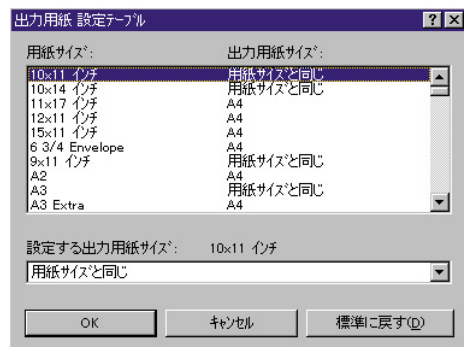 出力用紙 設定ﾃｰﾌﾞﾙ
用紙ｻｲｽﾞ: 出力用紙ｻｲｽﾞ:
10x11 ｲﾝﾁ 用紙ｻｲｽﾞと同じ
10x14 ｲﾝﾁ 用紙ｻｲｽﾞと同じ
11x17 ｲﾝﾁ A4
12x11 ｲﾝﾁ A4
15x11 ｲﾝﾁ A4
6 3/4 Envelope A4
9x11 ｲﾝﾁ 用紙ｻｲｽﾞと同じ
A2 A4
A3 用紙ｻｲｽﾞと同じ
A3 Extra A4
設定する出力用紙ｻｲｽﾞ: 10x11 ｲﾝﾁ
用紙ｻｲｽﾞと同じ
OK ｷｬﾝｾﾙ 標準に戻す(D)